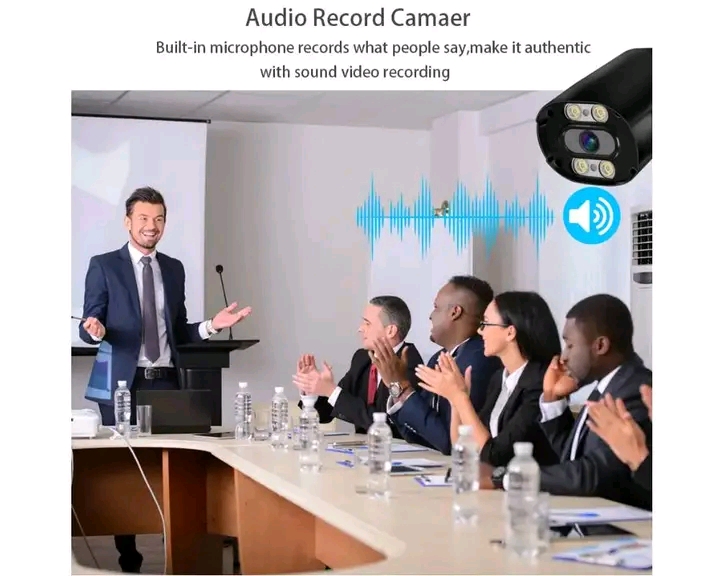 Audio Record Camaer
Built-in microphone records what people say,make it authentic
with sound video recording